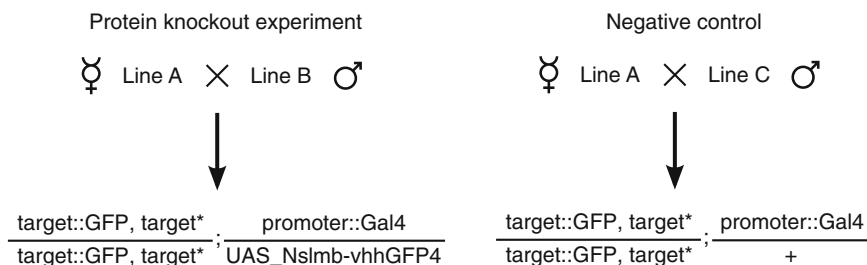 Protein knockout experiment
☿ Line A × Line B ♂
target::GFP, target* ; promoter::Gal4
target::GFP, target* UAS_Nslmb-vhhGFP4
Negative control
☿ Line A × Line C ♂
target::GFP, target* ; promoter::Gal4
target::GFP, target* +